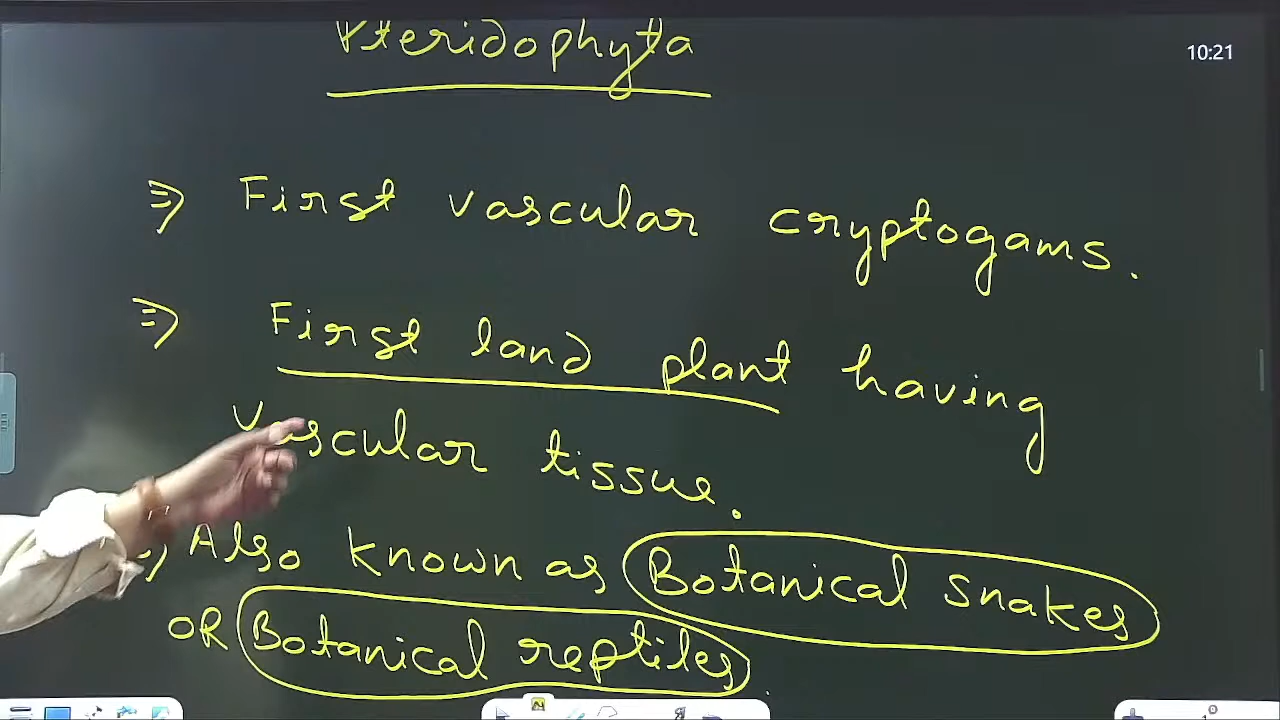 Pteridophyta
10:21
⇒ First vascular cryptogams.
⇒ First land plant having
Vascular tissue.
⇒ Also known as Botanical snakes
OR Botanical reptiles.